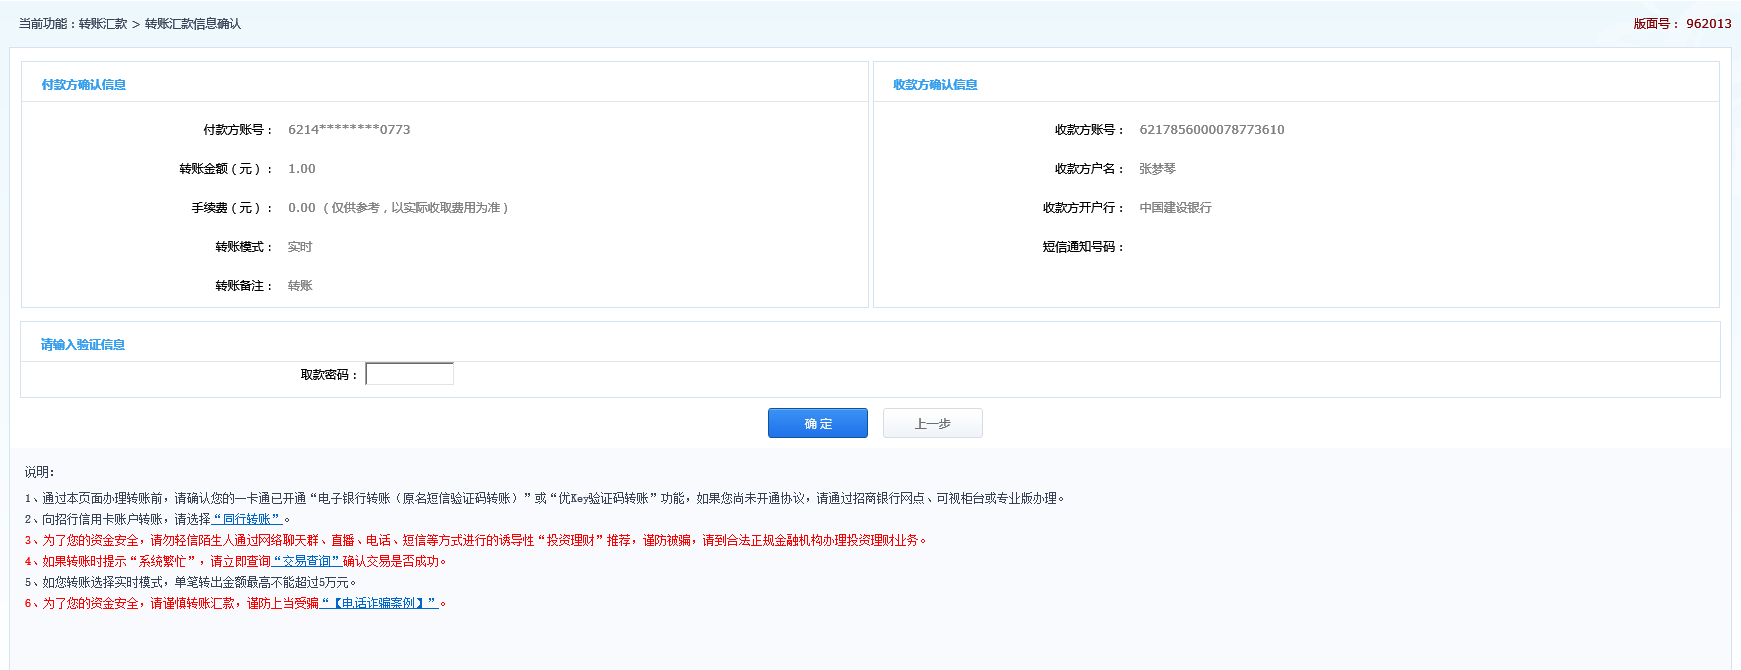 当前功能：转账汇款 > 转账汇款信息确认
版面号： 962013
付款方确认信息
付款方账号： 6214********0773
转账金额（元）： 1.00
手续费（元）： 0.00 （仅供参考，以实际收取费用为准）
转账模式： 实时
转账备注： 转账
收款方确认信息
收款方账号： 6217856000078773610
收款方户名： 张梦琴
收款方开户行： 中国建设银行
短信通知号码：
请输入验证信息
取款密码：
确 定
上一步
说明：
1、通过本页面办理转账前，请确认您的一卡通已开通“电子银行转账（原名短信验证码转账）”或“优Key验证码转账”功能，如果您尚未开通协议，请通过招商银行网点、可视柜台或专业版办理。
2、向招行信用卡账户转账，请选择“同行转账”。
3、为了您的资金安全，请勿轻信陌生人通过网络聊天群、直播、电话、短信等方式进行的诱导性“投资理财”推荐，谨防被骗，请到合法正规金融机构办理投资理财业务。
4、如果转账时提示“系统繁忙”，请立即查询“交易查询”确认交易是否成功。
5、如您转账选择实时模式，单笔转出金额最高不能超过5万元。
6、为了您的资金安全，请谨慎转账汇款，谨防上当受骗“【电话诈骗案例】”。